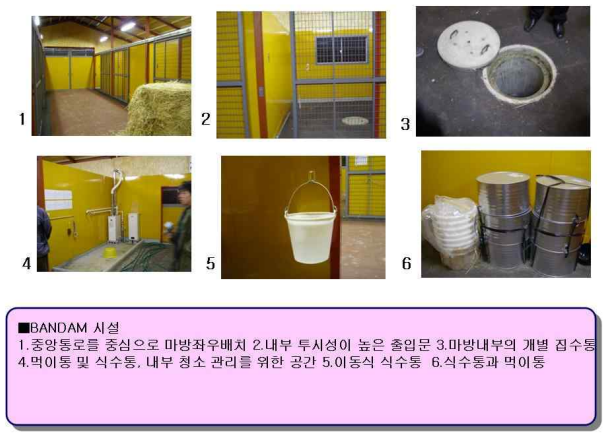 1
2
3
4
5
6
■BANDAM 시설
1.중앙통로를 중심으로 마방좌우배치 2.내부 투시성이 높은 출입문 3.마방내부의 개별 집수통
4.먹이통 및 식수통, 내부 청소 관리를 위한 공간 5.이동식 식수통 6.식수통과 먹이통